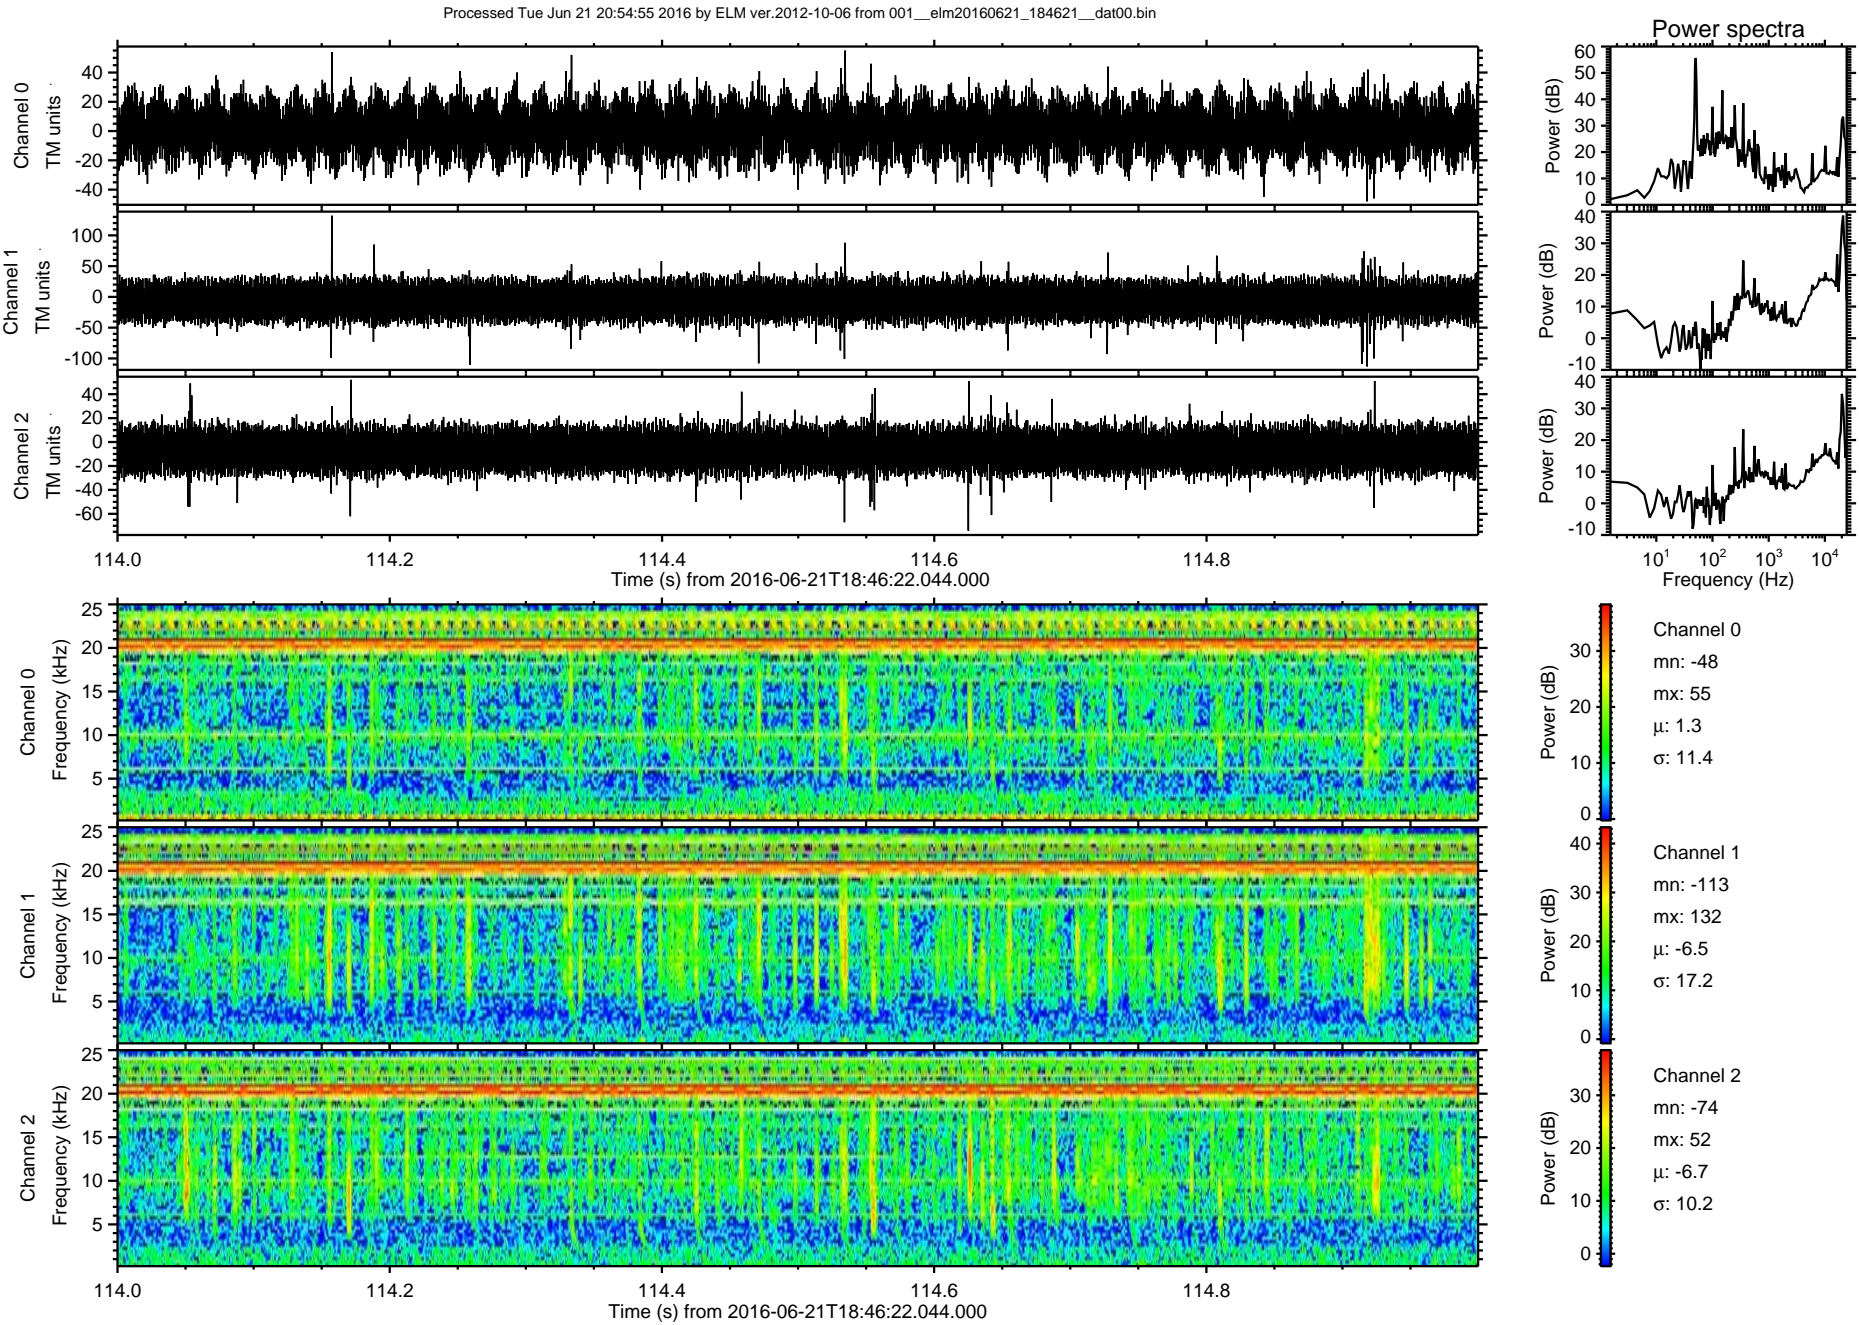 Processed Tue Jun 21 20:54:55 2016 by ELM ver.2012-10-06 from 001__elm20160621_184621__dat00.bin
Power spectra
Channel 0
TM units
40
20
0
-20
-40
Power (dB)
60
50
40
30
20
10
0
Channel 1
TM units
100
50
0
-50
-100
Power (dB)
40
30
20
10
0
-10
Channel 2
TM units
40
20
0
-20
-40
-60
Power (dB)
40
30
20
10
0
-10
114.0 114.2 114.4 114.6 114.8
Time (s) from 2016-06-21T18:46:22.044.000
10¹ 10² 10³ 10⁴
Frequency (Hz)
Channel 0
Frequency (kHz)
25
20
15
10
5
Power (dB)
30
20
10
0
Channel 0
mn: -48
mx: 55
μ: 1.3
σ: 11.4
Channel 1
Frequency (kHz)
25
20
15
10
5
Power (dB)
40
30
20
10
0
Channel 1
mn: -113
mx: 132
μ: -6.5
σ: 17.2
Channel 2
Frequency (kHz)
25
20
15
10
5
Power (dB)
30
20
10
0
Channel 2
mn: -74
mx: 52
μ: -6.7
σ: 10.2
114.0 114.2 114.4 114.6 114.8
Time (s) from 2016-06-21T18:46:22.044.000